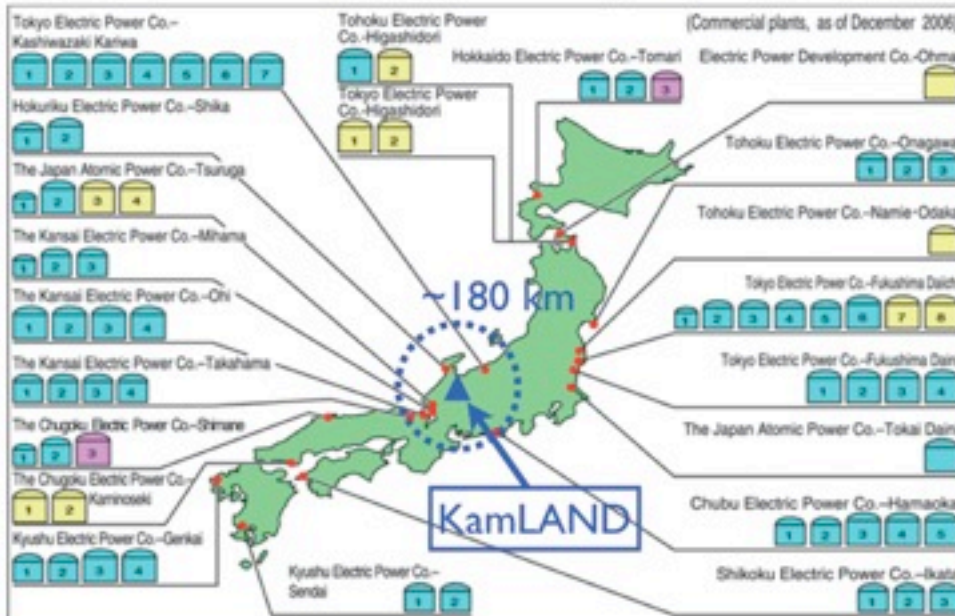 Tokyo Electric Power Co.–
Kashiwazaki Kariwa
1 2 3 4 5 6 7
Hokuriku Electric Power Co.–Shika
1 2
The Japan Atomic Power Co.–Tsuruga
1 2 3 4
The Kansai Electric Power Co.–Mihama
1 2 3
The Kansai Electric Power Co.–Ohi
1 2 3 4
The Kansai Electric Power Co.–Takahama
1 2 3 4
The Chugoku Electric Power Co.–Shimane
1 2 3
The Chugoku Electric Power Co.–
Kaminoseki
1 2
Kyushu Electric Power Co.–Genkai
1 2 3 4
Kyushu Electric Power Co.–
Sendai
1 2
Tohoku Electric Power
Co.-Higashidori
1 2
Tokyo Electric Power
Co.–Higashidori
1 2
Hokkaido Electric Power Co.–Tomari
1 2 3
~180 km
KamLAND
(Commercial plants, as of December 2006)
Electric Power Development Co.-Ohma
Tohoku Electric Power Co.–Onagawa
1 2 3
Tohoku Electric Power Co.–Namie-Odaka
Tokyo Electric Power Co.–Fukushima Daiich
1 2 3 4 5 6 7 8
Tokyo Electric Power Co.–Fukushima Daini
1 2 3 4
The Japan Atomic Power Co.–Tokai Daini
Chubu Electric Power Co.–Hamaoka
1 2 3 4 5
Shikoku Electric Power Co.–Ikata
1 2 3